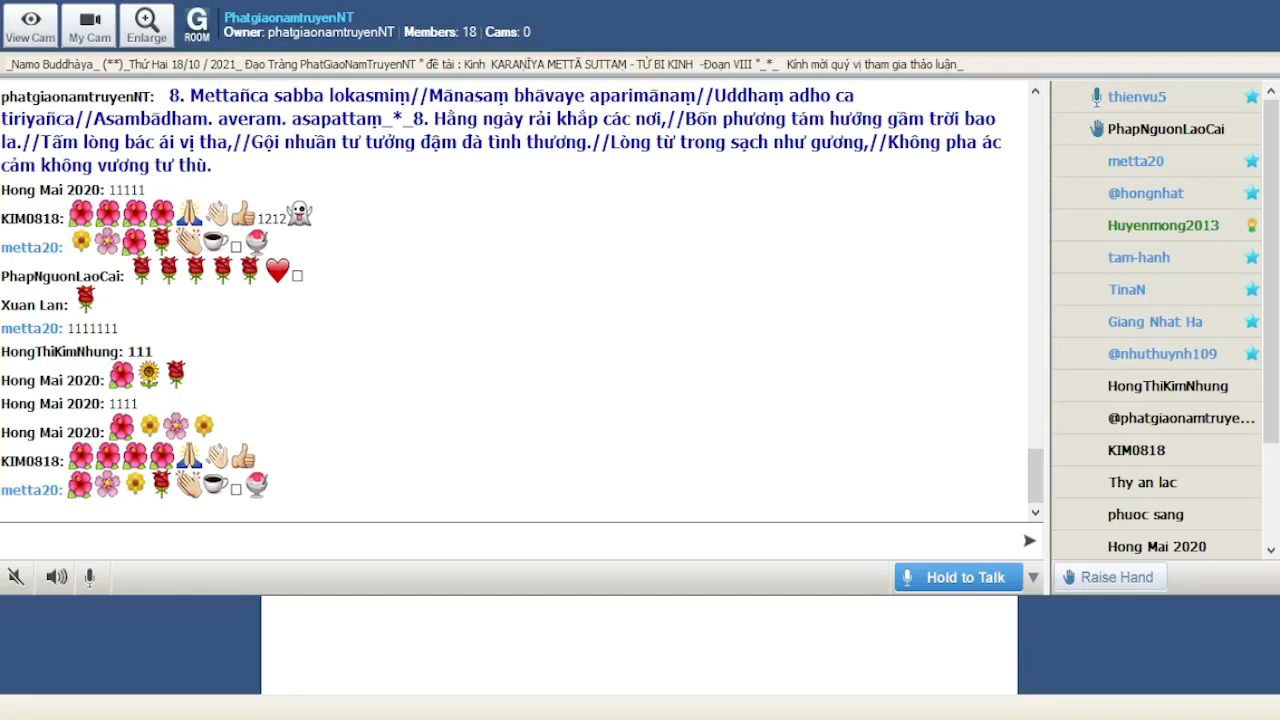 View Cam
My Cam
Enlarge
G
ROOM
PhatgiaonamtruyenNT
Owner: phatgiaonamtruyenNT | Members: 18 | Cams: 0
_Namo Buddhàya_ (**)_Thứ Hai 18/10 / 2021_ Đạo Tràng PhatGiaoNamTruyenNT " đề tài : Kinh KARAṆĪYA METTĀ SUTTAṂ - TỪ BI KINH -Đoạn VIII "_*_ Kính mời quý vị tham gia thảo luận_
phatgiaonamtruyenNT: 8. Mettañca sabba lokasmiṃ//Mānasaṃ bhāvaye aparimānaṃ//Uddhaṃ adho ca
tiriyañca//Asambādham. averam. asapattaṃ_*_8. Hằng ngày rải khắp các nơi,//Bốn phương tám hướng gầm trời bao
la.//Tấm lòng bác ái vị tha,//Gội nhuần tư tưởng đậm đà tình thương.//Lòng từ trong sạch như gương,//Không pha ác
cảm không vương tư thù.
Hong Mai 2020: 11111
KIM0818: 1212
metta20:
PhapNguonLaoCai:
Xuan Lan:
metta20: 1111111
HongThiKimNhung: 111
Hong Mai 2020:
Hong Mai 2020: 1111
Hong Mai 2020:
KIM0818:
metta20:
Hold to Talk
thienvu5
PhapNguonLaoCai
metta20
@hongnhat
Huyenmong2013
tam-hanh
TinaN
Giang Nhat Ha
@nhuthuynh109
HongThiKimNhung
@phatgiaonamtruye...
KIM0818
Thy an lac
phuoc sang
Hong Mai 2020
Raise Hand